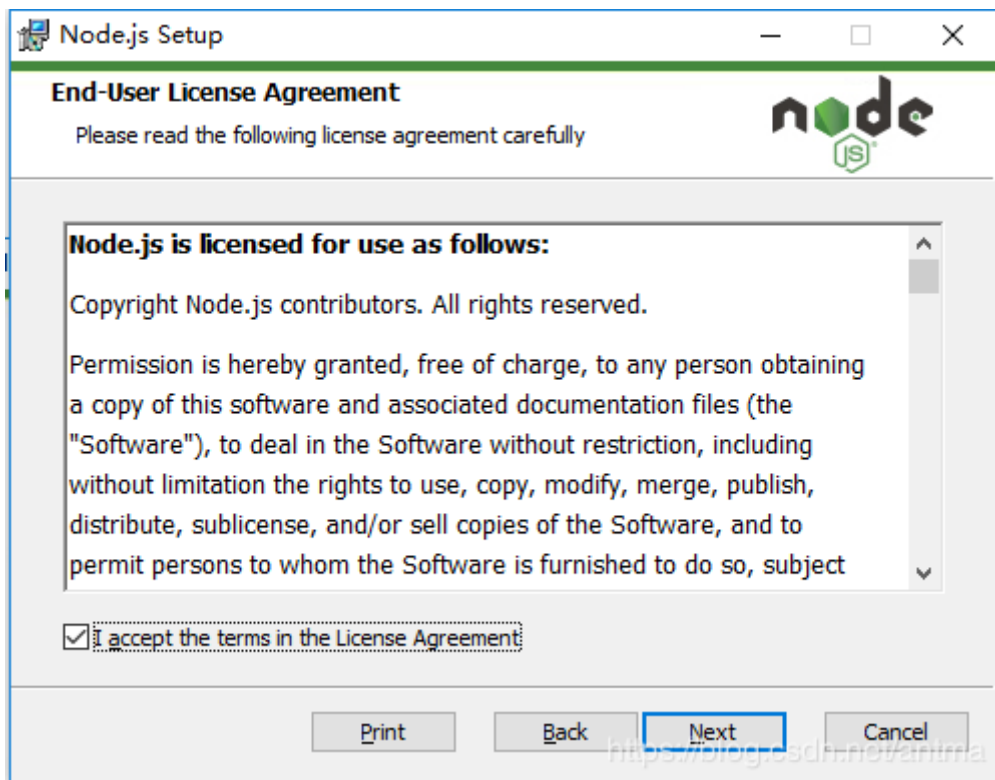 Node.js Setup
End-User License Agreement
Please read the following license agreement carefully
node
JS
Node.js is licensed for use as follows:
Copyright Node.js contributors. All rights reserved.
Permission is hereby granted, free of charge, to any person obtaining
a copy of this software and associated documentation files (the
"Software"), to deal in the Software without restriction, including
without limitation the rights to use, copy, modify, merge, publish,
distribute, sublicense, and/or sell copies of the Software, and to
permit persons to whom the Software is furnished to do so, subject
I accept the terms in the License Agreement
Print Back Next Cancel
https://blog.csdn.net/antma